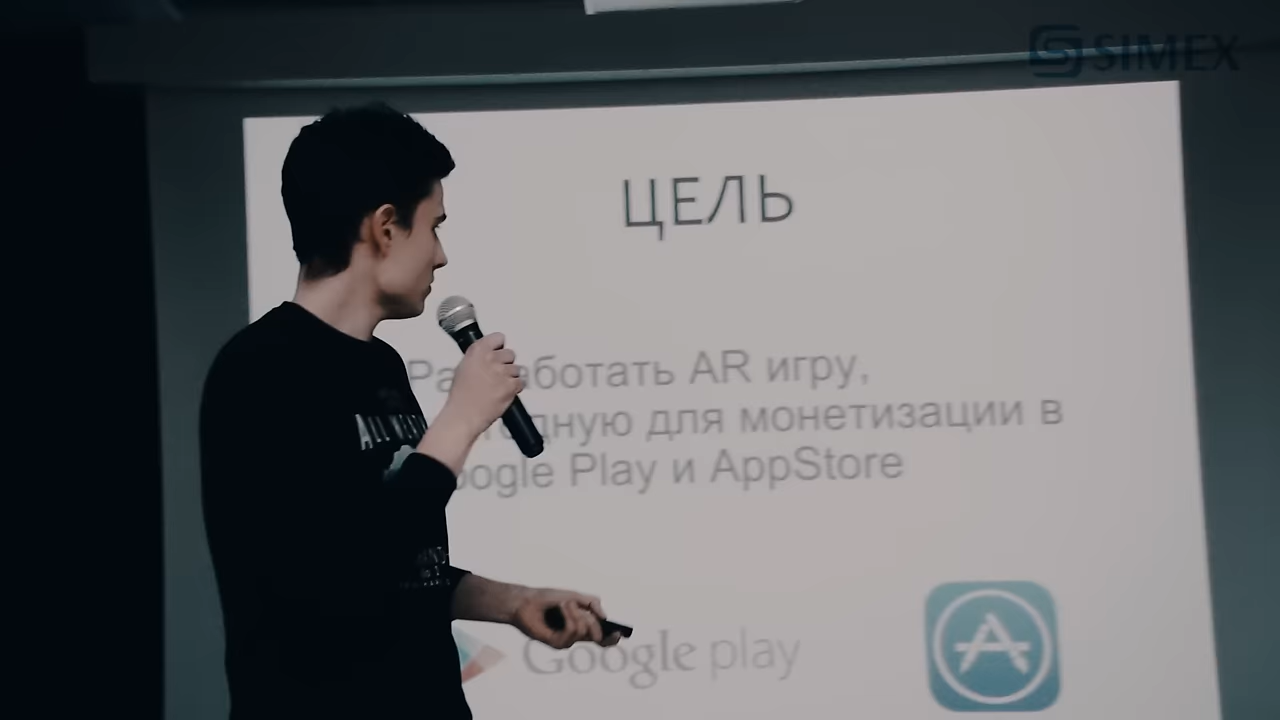 SIMEX
ЦЕЛЬ
AR игру,
для монетизации в
Play и AppStore
Google play